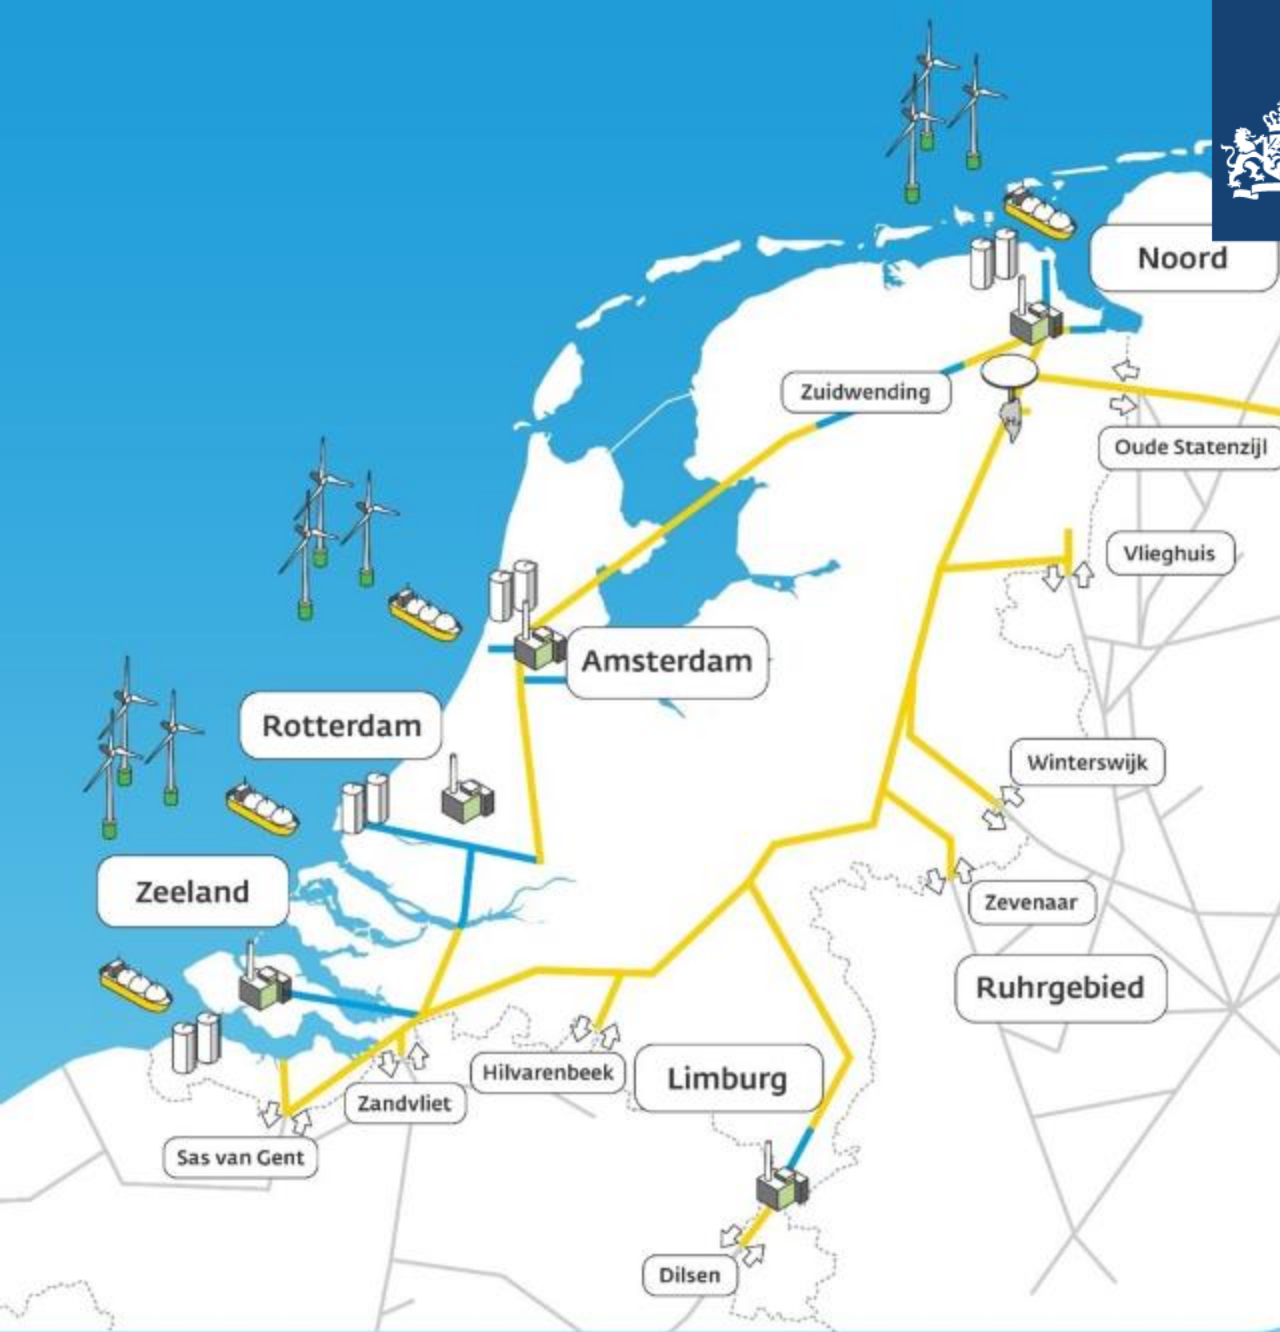 Noord
Zuidwending
Oude Statenzijl
Vlieghuis
Amsterdam
Rotterdam
Winterswijk
Zeeland
Zevenaar
Ruhrgebied
Hilvarenbeek
Limburg
Zandvliet
Sas van Gent
Dilsen